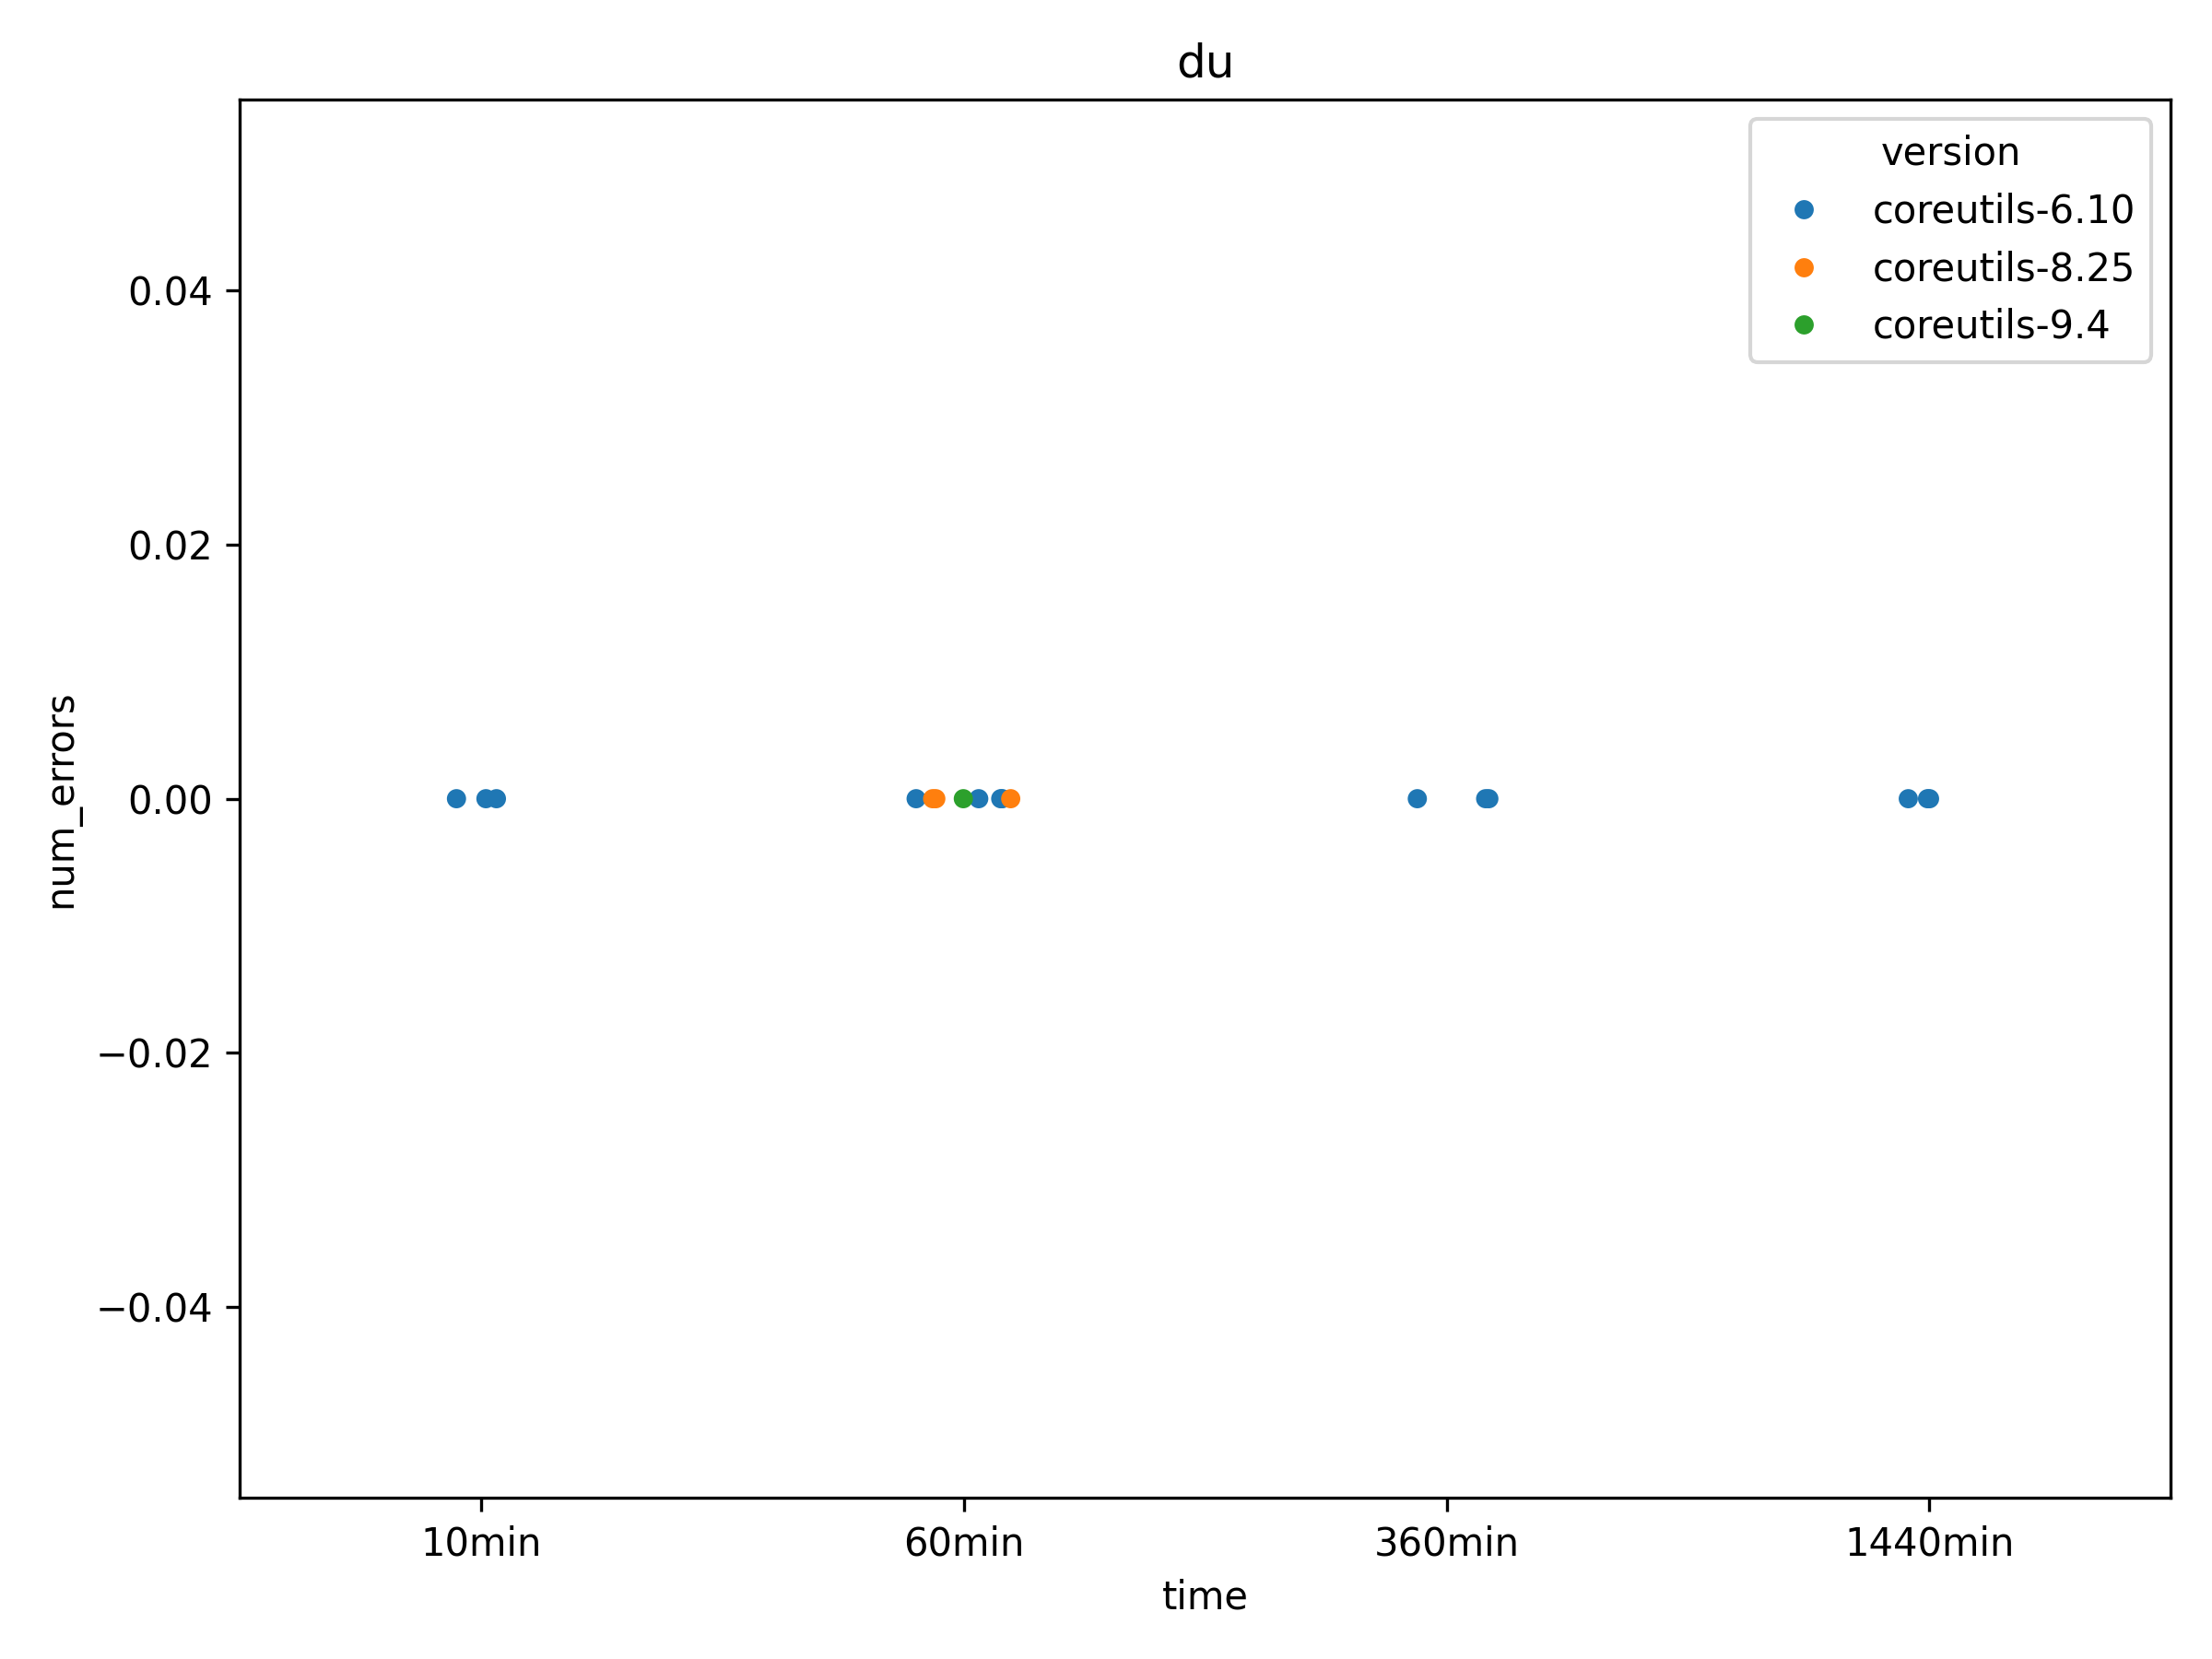 du
version
coreutils-6.10
coreutils-8.25
coreutils-9.4
0.04
0.02
0.00
−0.02
−0.04
num_errors
10min 60min 360min 1440min
time